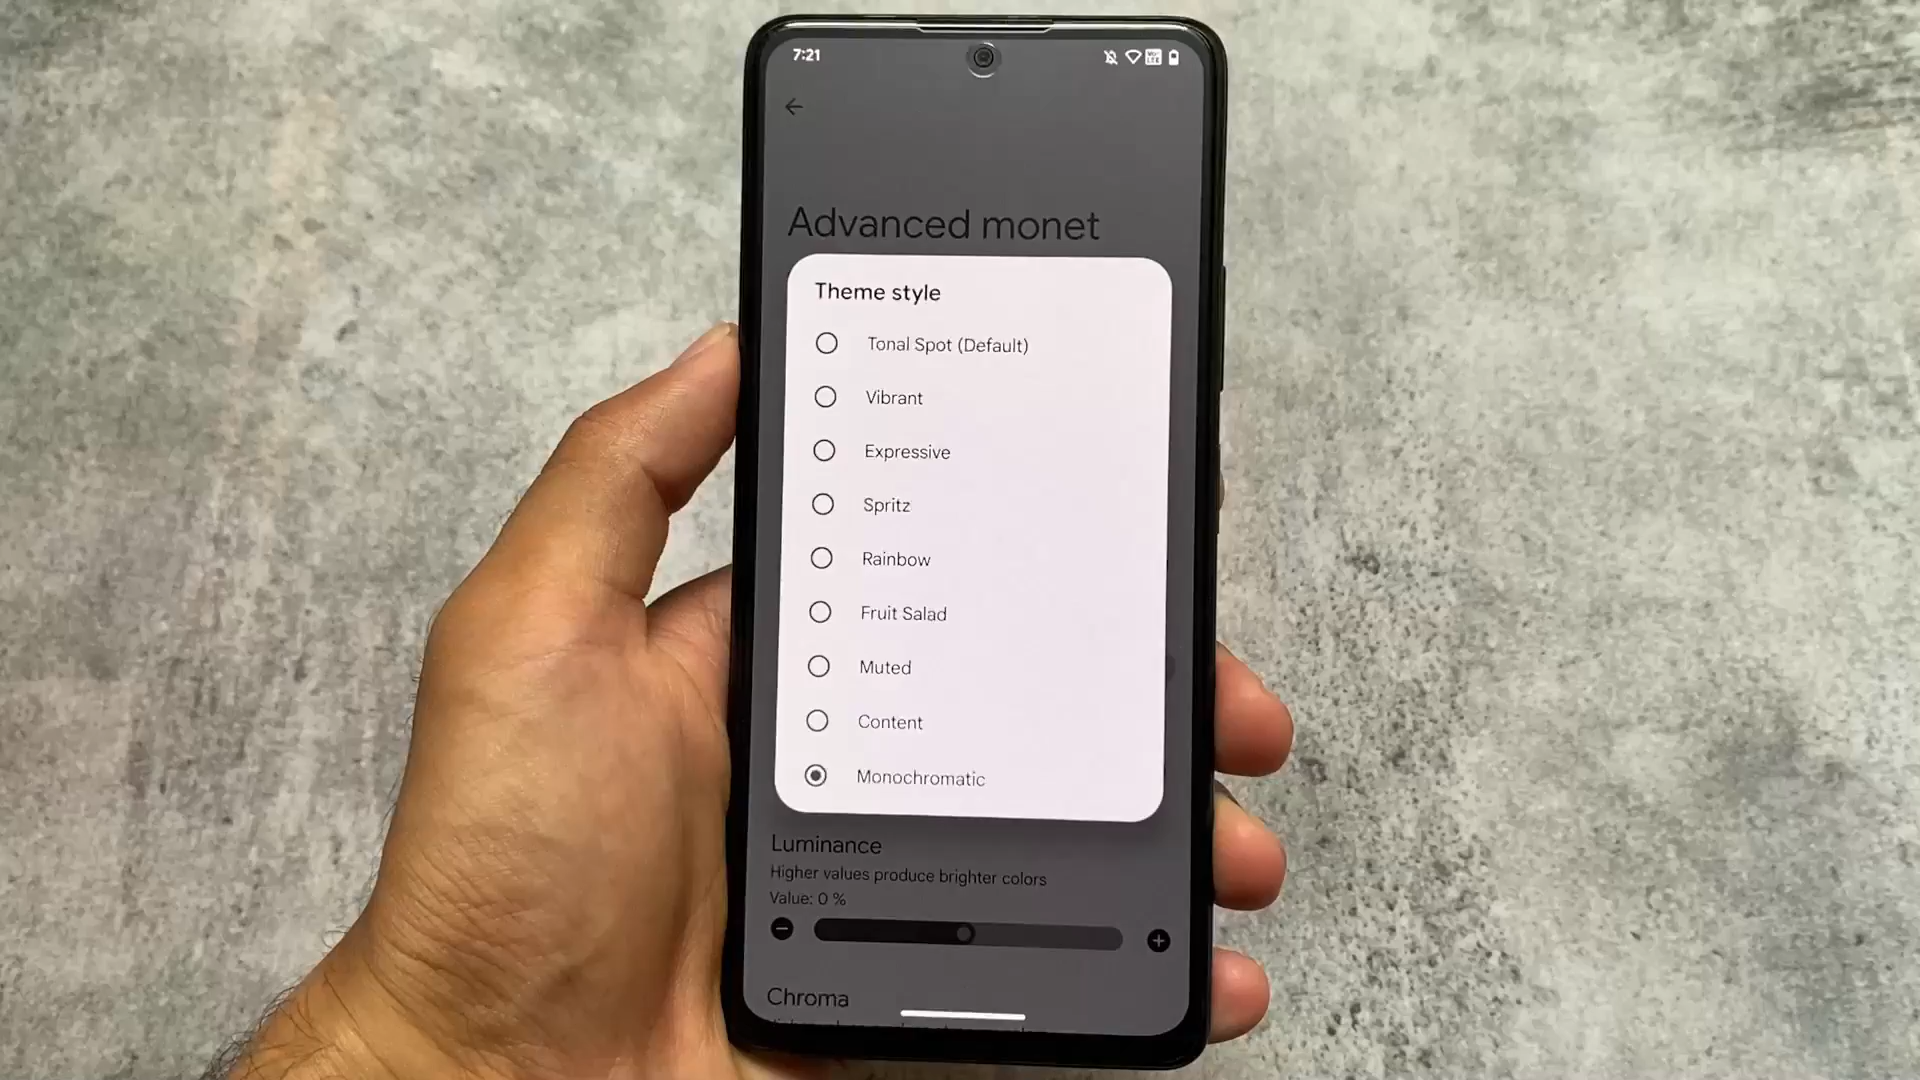 7:21
Advanced monet
Theme style
Tonal Spot (Default)
Vibrant
Expressive
Spritz
Rainbow
Fruit Salad
Muted
Content
Monochromatic
Luminance
Higher values produce brighter colors
Value: 0 %
Chroma